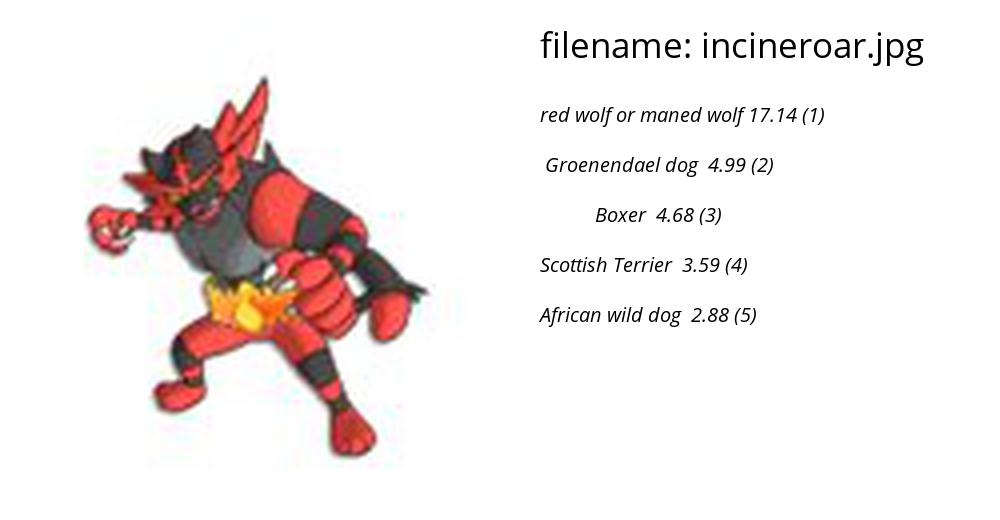 filename: incineroar.jpg
red wolf or maned wolf 17.14 (1)
Groenendael dog 4.99 (2)
Boxer 4.68 (3)
Scottish Terrier 3.59 (4)
African wild dog 2.88 (5)